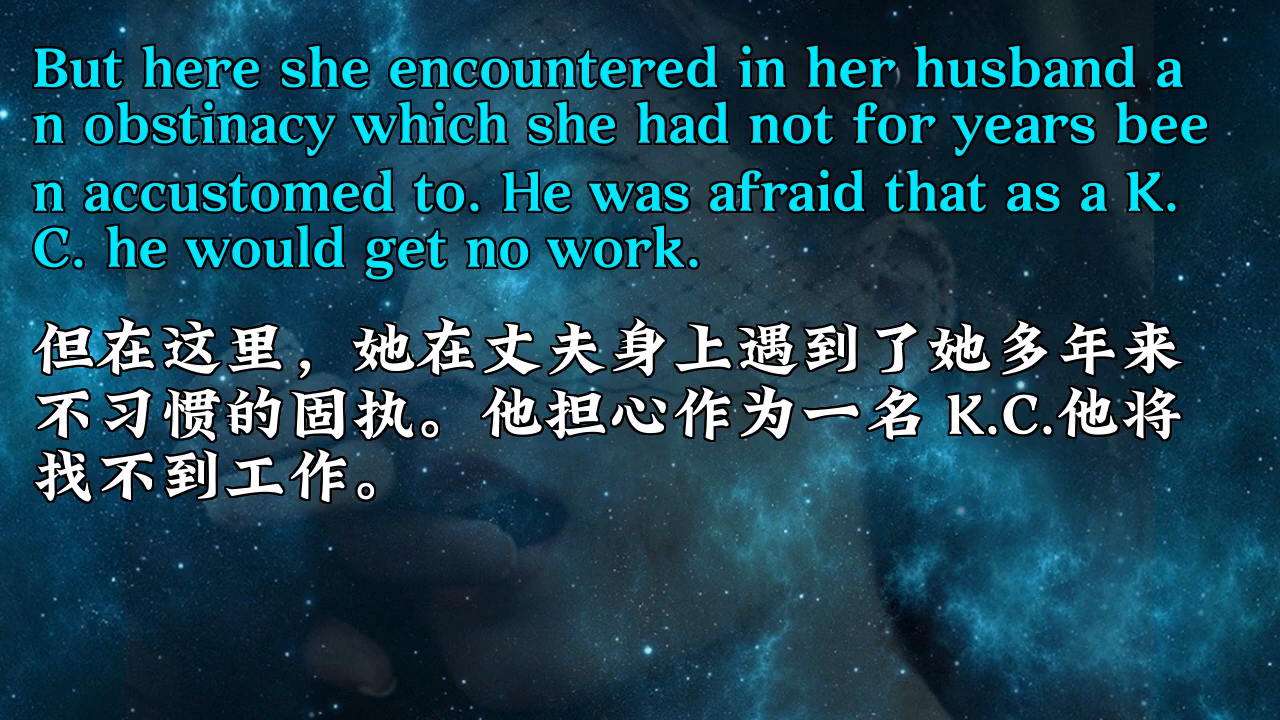 But here she encountered in her husband a
n obstinacy which she had not for years bee
n accustomed to. He was afraid that as a K.
C. he would get no work.
但在这里，她在丈夫身上遇到了她多年来
不习惯的固执。他担心作为一名 K.C.他将
找不到工作。